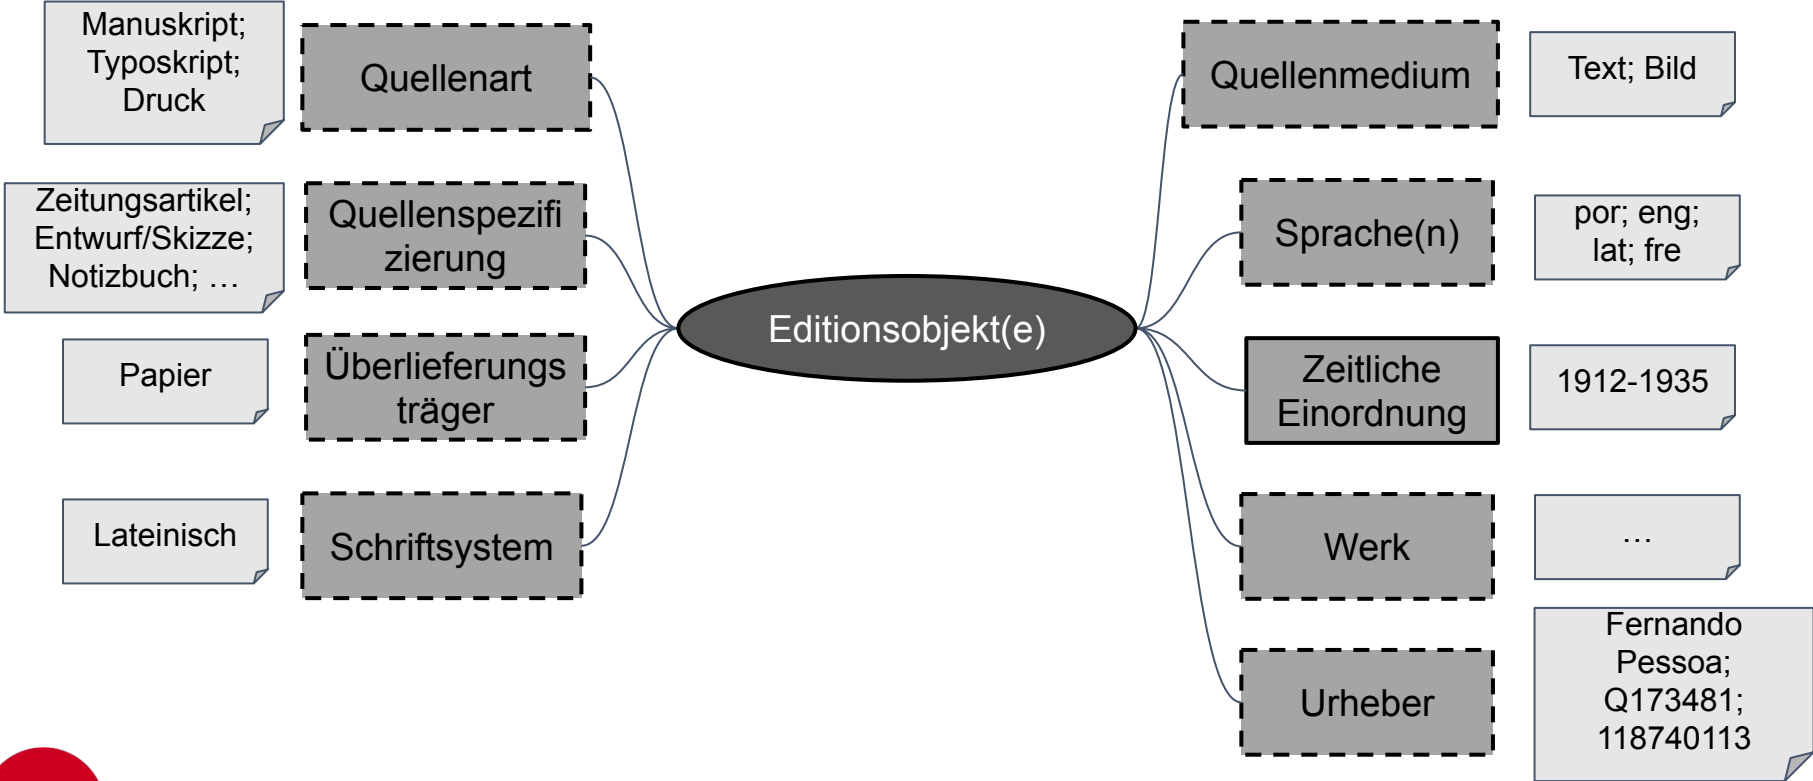 Manuskript;
Typoskript;
Druck
Quellenart
Zeitungsartikel;
Entwurf/Skizze;
Notizbuch; …
Quellenspezifi
zierung
Papier
Überlieferungs
träger
Lateinisch
Schriftsystem
Editionsobjekt(e)
Quellenmedium
Text; Bild
Sprache(n)
por; eng;
lat; fre
Zeitliche
Einordnung
1912-1935
Werk
…
Urheber
Fernando
Pessoa;
Q173481;
118740113